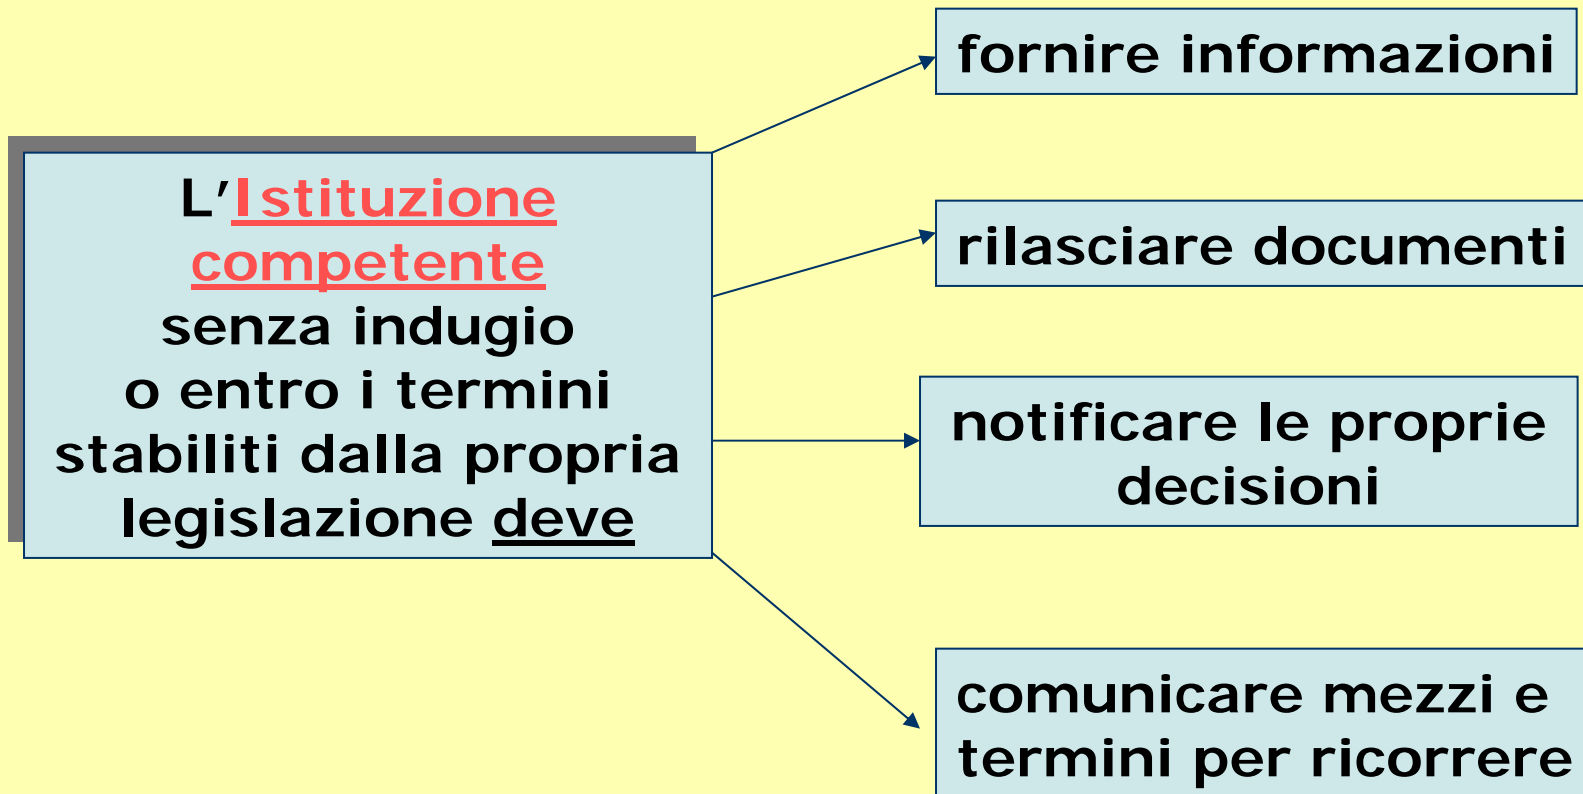 L'Istituzione
competente
senza indugio
o entro i termini
stabiliti dalla propria
legislazione deve
fornire informazioni
rilasciare documenti
notificare le proprie
decisioni
comunicare mezzi e
termini per ricorrere